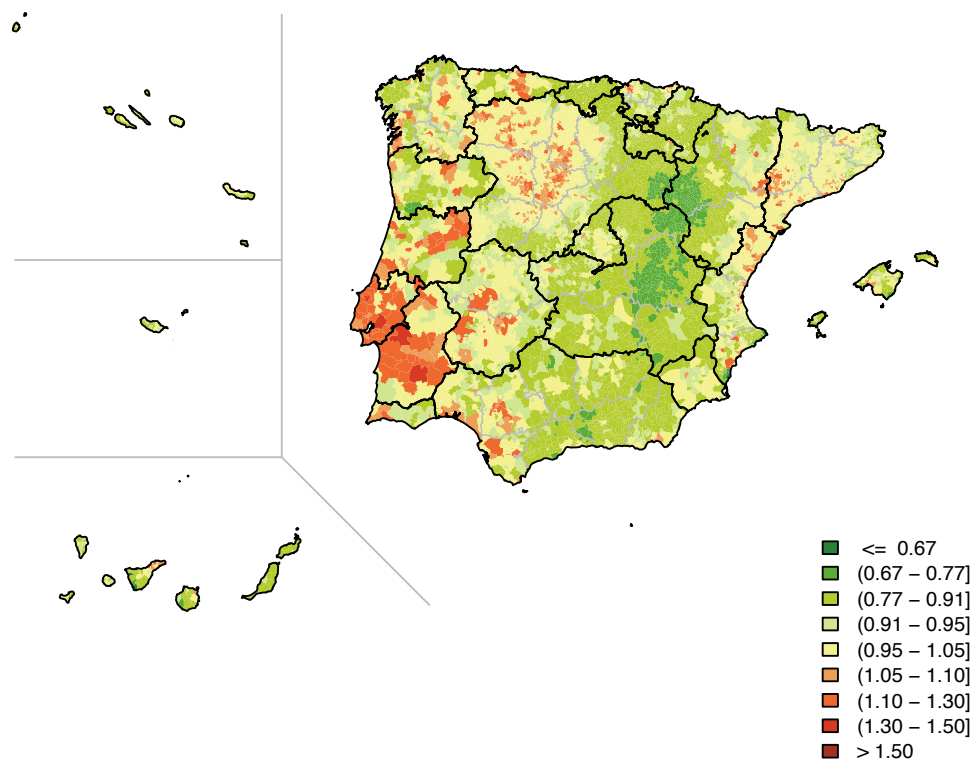 <= 0.67
(0.67 − 0.77]
(0.77 − 0.91]
(0.91 − 0.95]
(0.95 − 1.05]
(1.05 − 1.10]
(1.10 − 1.30]
(1.30 − 1.50]
> 1.50